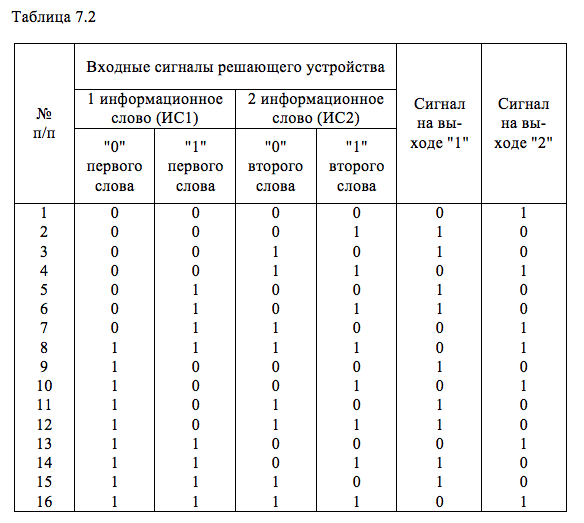 Таблица 7.2
№
п/п
Входные сигналы решающего устройства
1 информационное
слово (ИС1)
2 информационное
слово (ИС2)
"0"
первого
слова
"1"
первого
слова
"0"
второго
слова
"1"
второго
слова
Сигнал
на вы-
ходе "1"
Сигнал
на вы-
ходе "2"
1 0 0 0 0 0 1
2 0 0 0 1 1 0
3 0 0 1 0 1 0
4 0 0 1 1 0 1
5 0 1 0 0 1 0
6 0 1 0 1 1 0
7 0 1 1 0 0 1
8 1 1 1 1 0 1
9 1 0 0 0 1 0
10 1 0 0 1 0 1
11 1 0 1 0 1 0
12 1 0 1 1 1 0
13 1 1 0 0 0 1
14 1 1 0 1 1 0
15 1 1 1 0 1 0
16 1 1 1 1 0 1